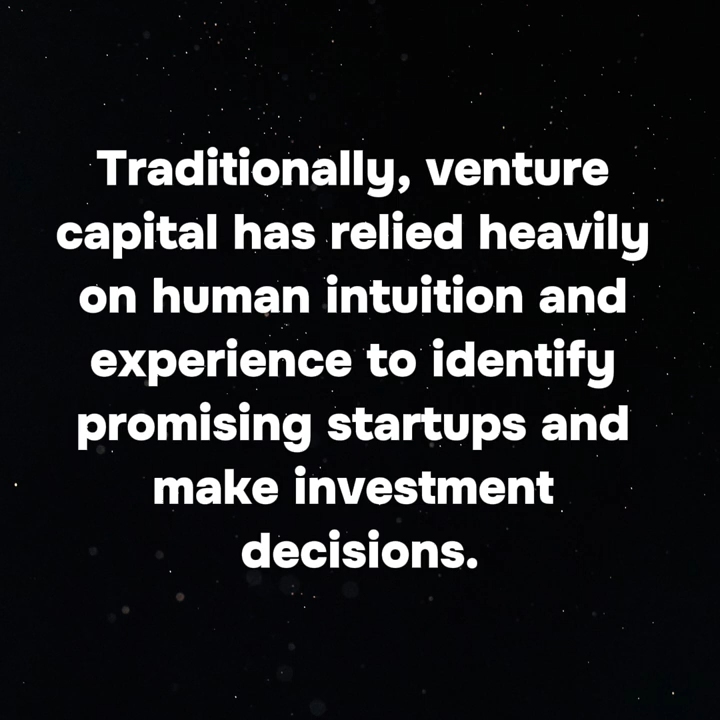 Traditionally, venture
capital has relied heavily
on human intuition and
experience to identify
promising startups and
make investment
decisions.